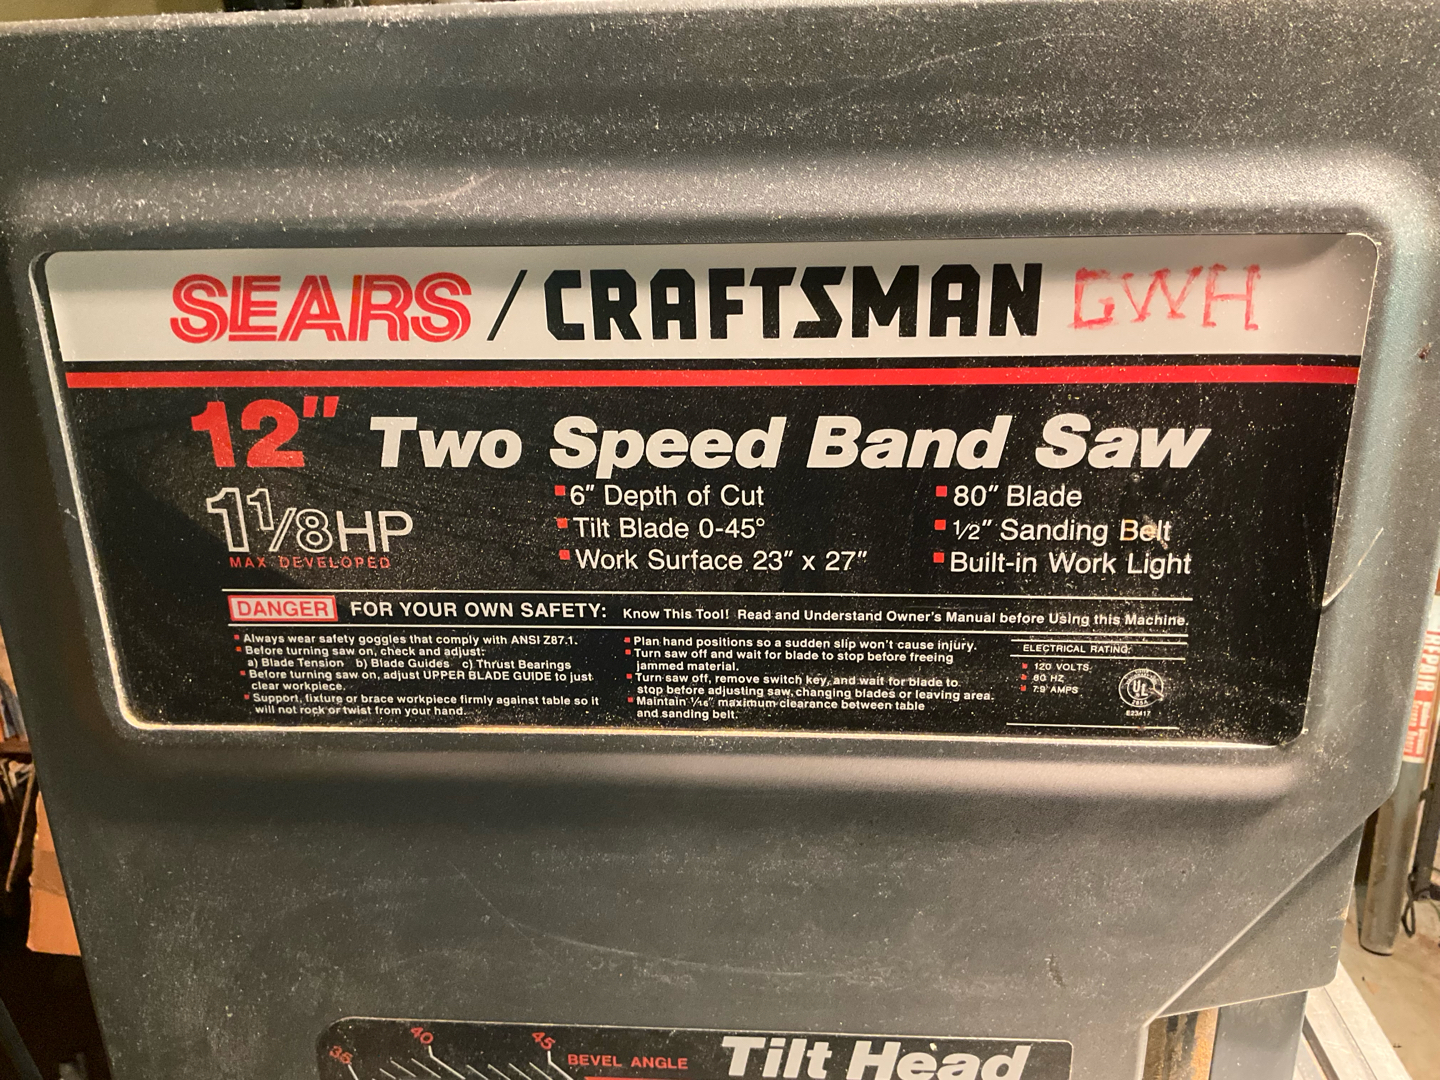 SEARS / CRAFTSMAN GWH
12" Two Speed Band Saw
1 1/8 HP
MAX DEVELOPED
6" Depth of Cut
Tilt Blade 0-45°
Work Surface 23" x 27"
80" Blade
1/2" Sanding Belt
Built-in Work Light
DANGER FOR YOUR OWN SAFETY: Know This Tool! Read and Understand Owner's Manual before Using this Machine.
Always wear safety goggles that comply with ANSI Z87.1.
Before turning saw on, check and adjust:
a) Blade Tension b) Blade Guides c) Thrust Bearings
Before turning saw on, adjust UPPER BLADE GUIDE to just
clear workpiece.
Support, fixture or brace workpiece firmly against table so it
will not rock or twist from your hand.
Plan hand positions so a sudden slip won't cause injury.
Turn saw off and wait for blade to stop before freeing
jammed material.
Turn saw off, remove switch key, and wait for blade to
stop before adjusting saw, changing blades or leaving area.
Maintain 1/16" maximum clearance between table
and sanding belt.
ELECTRICAL RATING:
120 VOLTS
60 HZ
7.9 AMPS
UL
E23417
REPAIR
35 40 45 BEVEL ANGLE Tilt Head